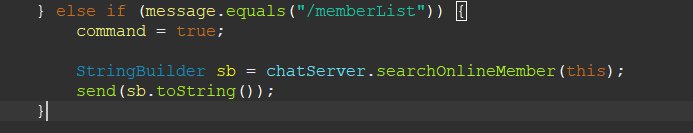 } else if (message.equals("/memberList")) {
command = true;
StringBuilder sb = chatServer.searchOnlineMember(this);
send(sb.toString());
}